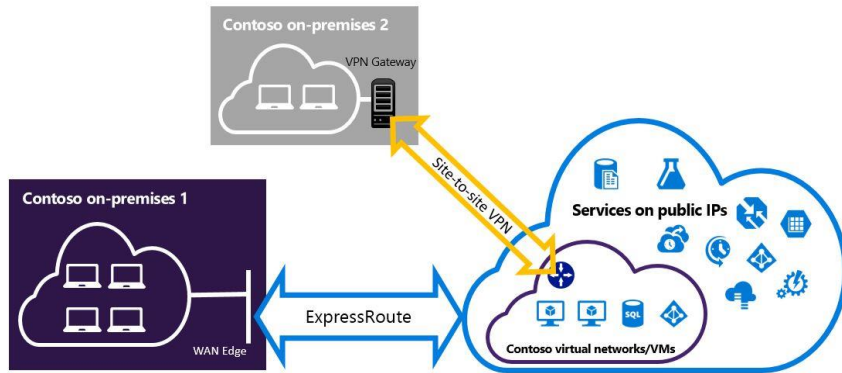 Contoso on-premises 2
VPN Gateway
Site-to-site VPN
Services on public IPs
Contoso on-premises 1
ExpressRoute
WAN Edge
SQL
Contoso virtual networks/VMs